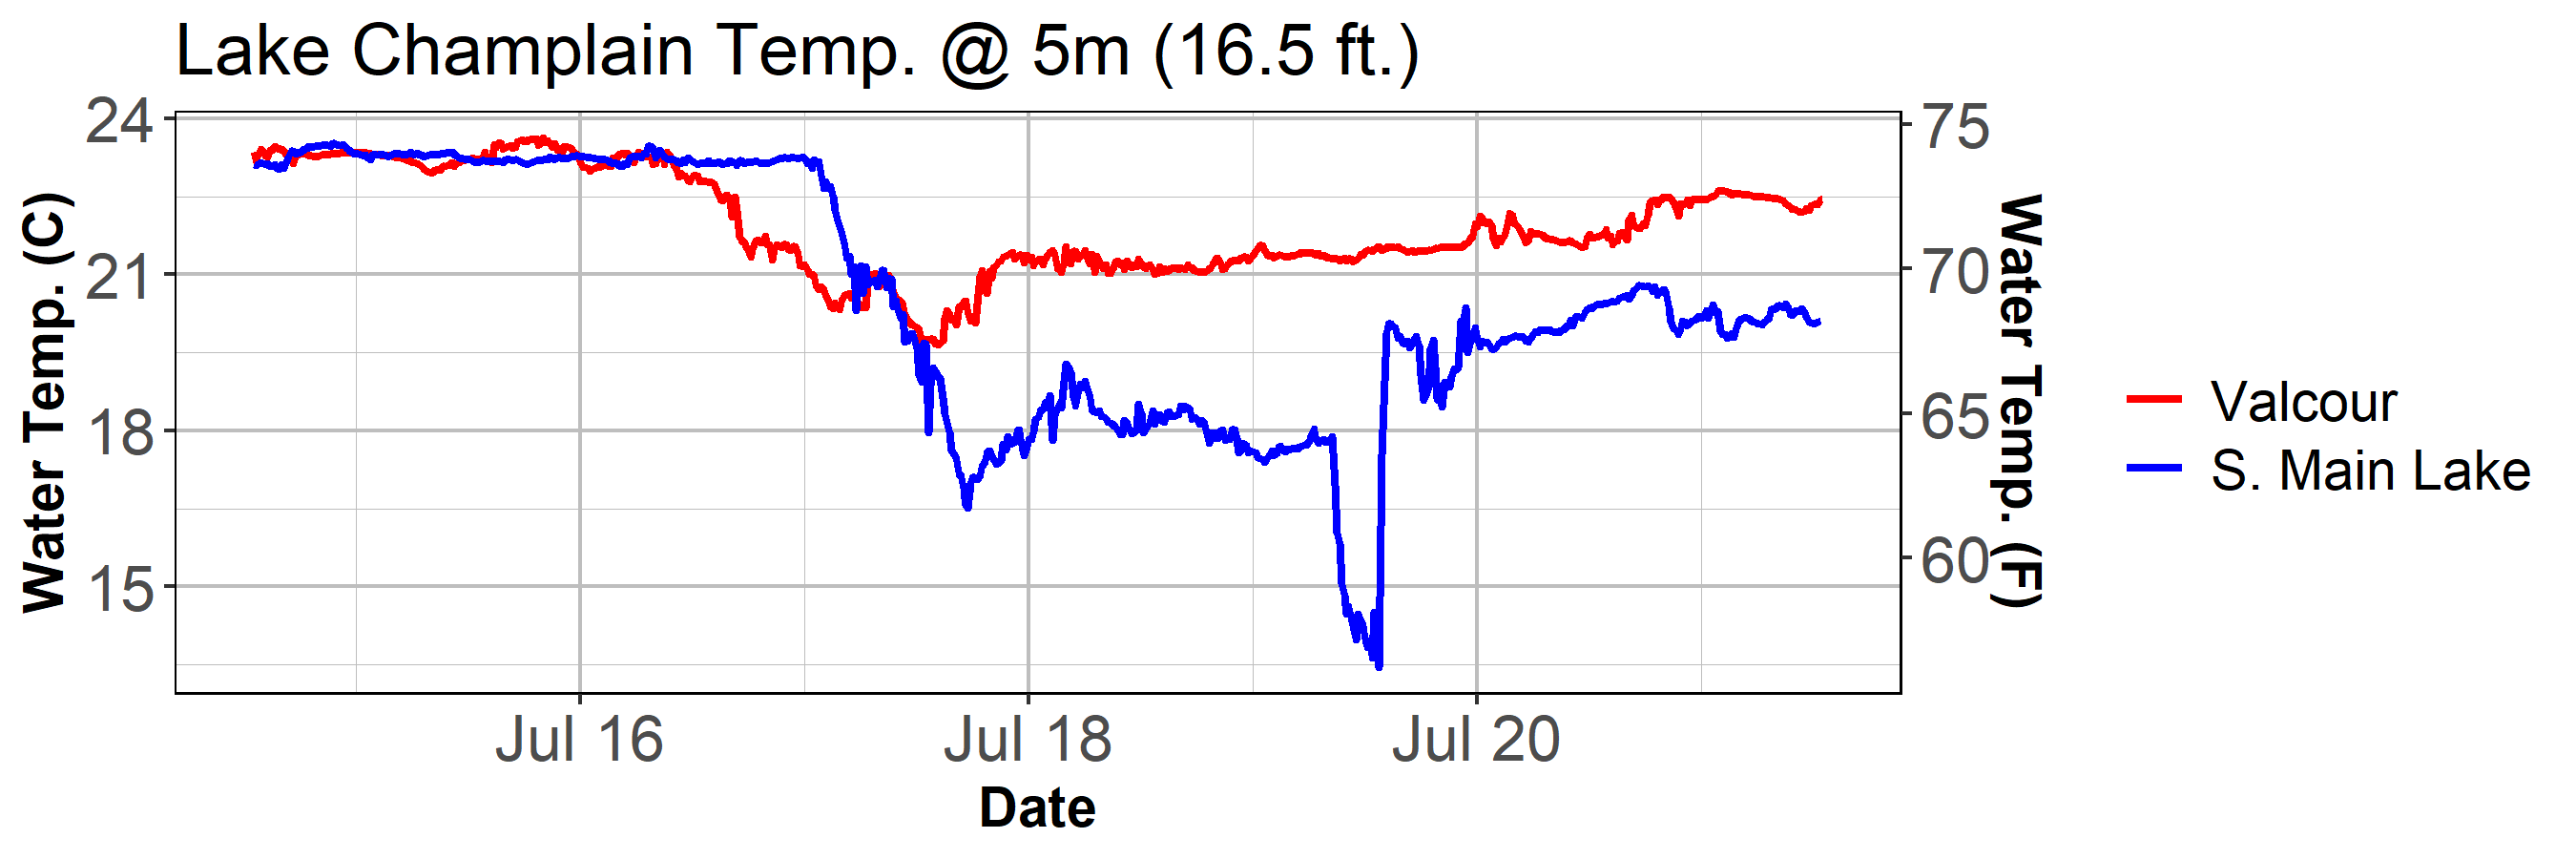 Lake Champlain Temp. @ 5m (16.5 ft.)
Water Temp. (C)
24
21
18
15
75
70
65
60
Water Temp. (F)
Jul 16
Jul 18
Jul 20
Date
Valcour
S. Main Lake